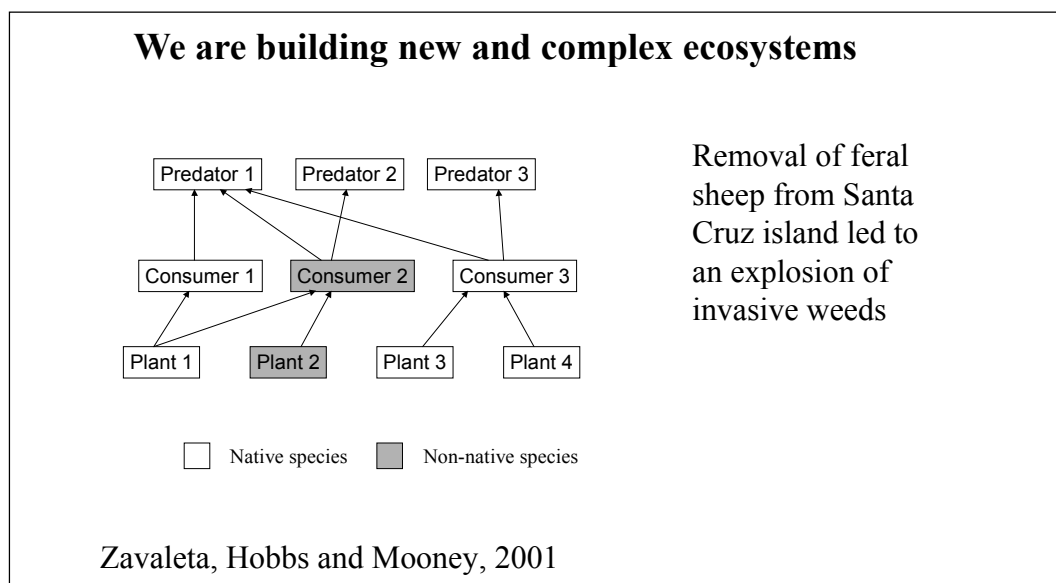 We are building new and complex ecosystems
Predator 1
Predator 2
Predator 3
Consumer 1
Consumer 2
Consumer 3
Plant 1
Plant 2
Plant 3
Plant 4
Native species
Non-native species
Removal of feral
sheep from Santa
Cruz island led to
an explosion of
invasive weeds
Zavaleta, Hobbs and Mooney, 2001